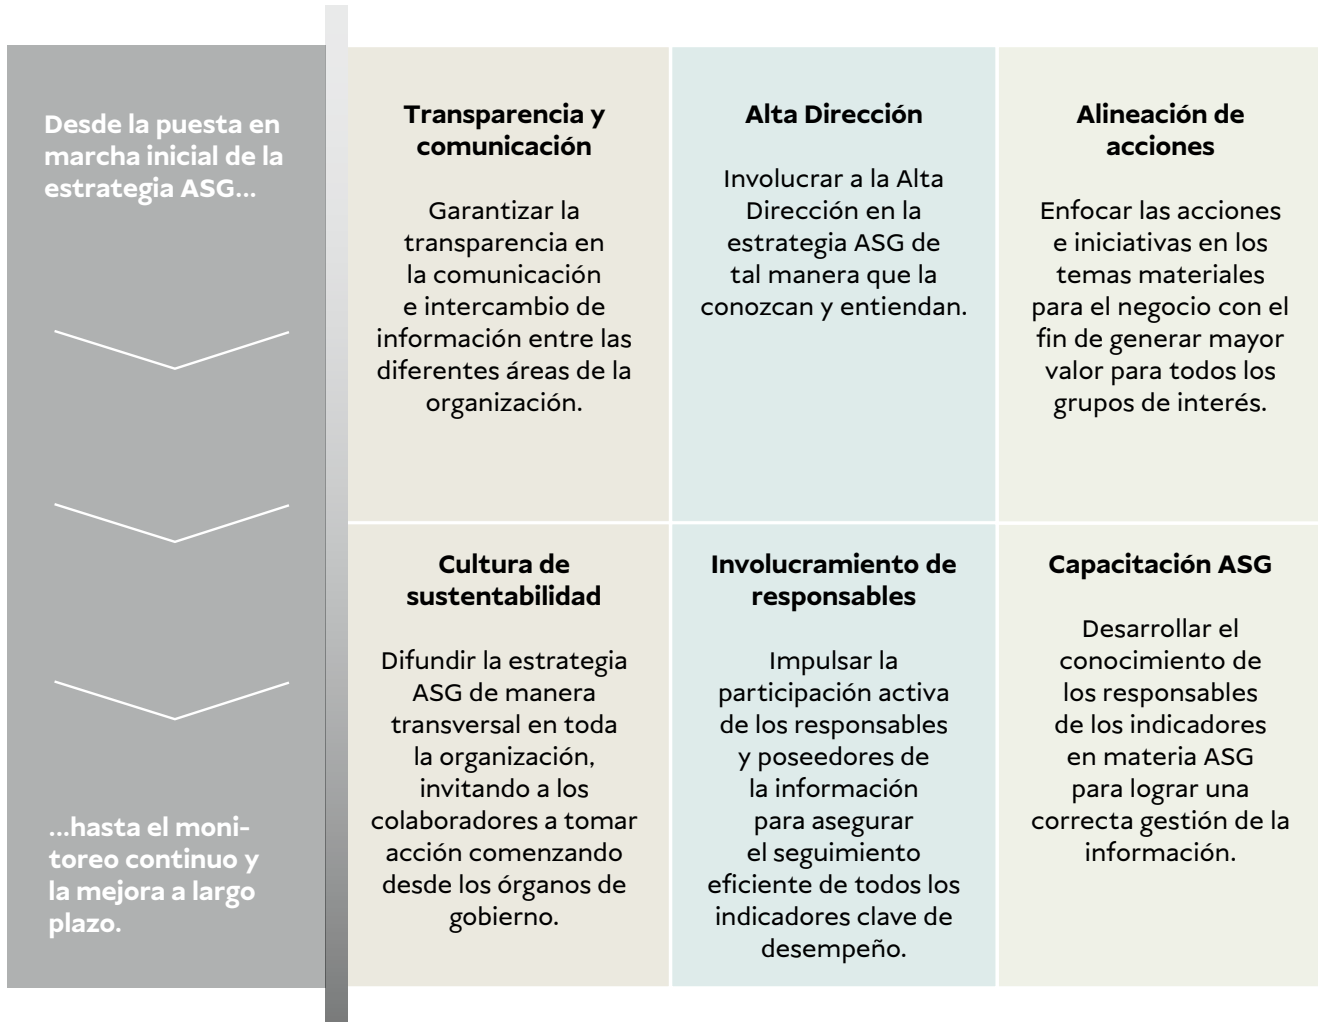 Desde la puesta en
marcha inicial de la
estrategia ASG...
...hasta el moni-
toreo continuo y
la mejora a largo
plazo.
Transparencia y
comunicación
Garantizar la
transparencia en
la comunicación
e intercambio de
información entre las
diferentes áreas de la
organización.
Alta Dirección
Involucrar a la Alta
Dirección en la
estrategia ASG de
tal manera que la
conozcan y entiendan.
Alineación de
acciones
Enfocar las acciones
e iniciativas en los
temas materiales
para el negocio con el
fin de generar mayor
valor para todos los
grupos de interés.
Cultura de
sustentabilidad
Difundir la estrategia
ASG de manera
transversal en toda
la organización,
invitando a los
colaboradores a tomar
acción comenzando
desde los órganos de
gobierno.
Involucramiento de
responsables
Impulsar la
participación activa
de los responsables
y poseedores de
la información
para asegurar
el seguimiento
eficiente de todos los
indicadores clave de
desempeño.
Capacitación ASG
Desarrollar el
conocimiento de
los responsables
de los indicadores
en materia ASG
para lograr una
correcta gestión de la
información.